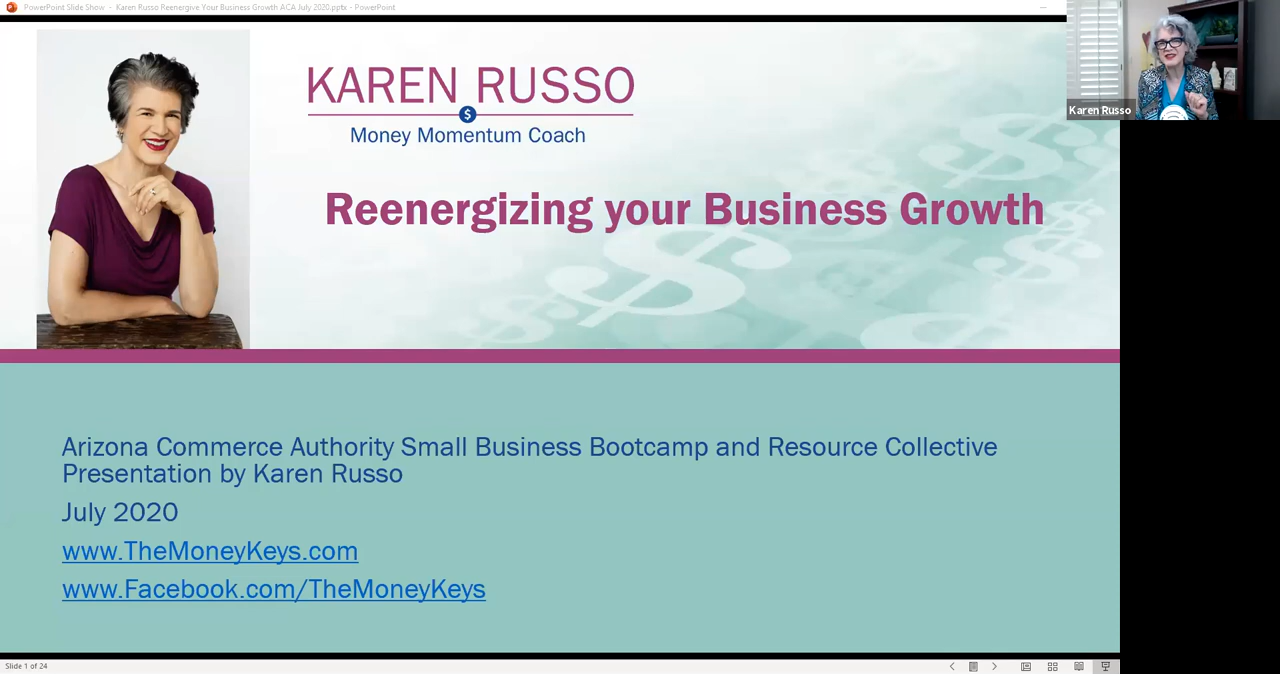 PowerPoint Slide Show - Karen Russo Reenergive Your Business Growth ACA July 2020.pptx - PowerPoint
Karen Russo
KAREN RUSSO
$
Money Momentum Coach
Reenergizing your Business Growth
Arizona Commerce Authority Small Business Bootcamp and Resource Collective
Presentation by Karen Russo
July 2020
www.TheMoneyKeys.com
www.Facebook.com/TheMoneyKeys
Slide 1 of 24